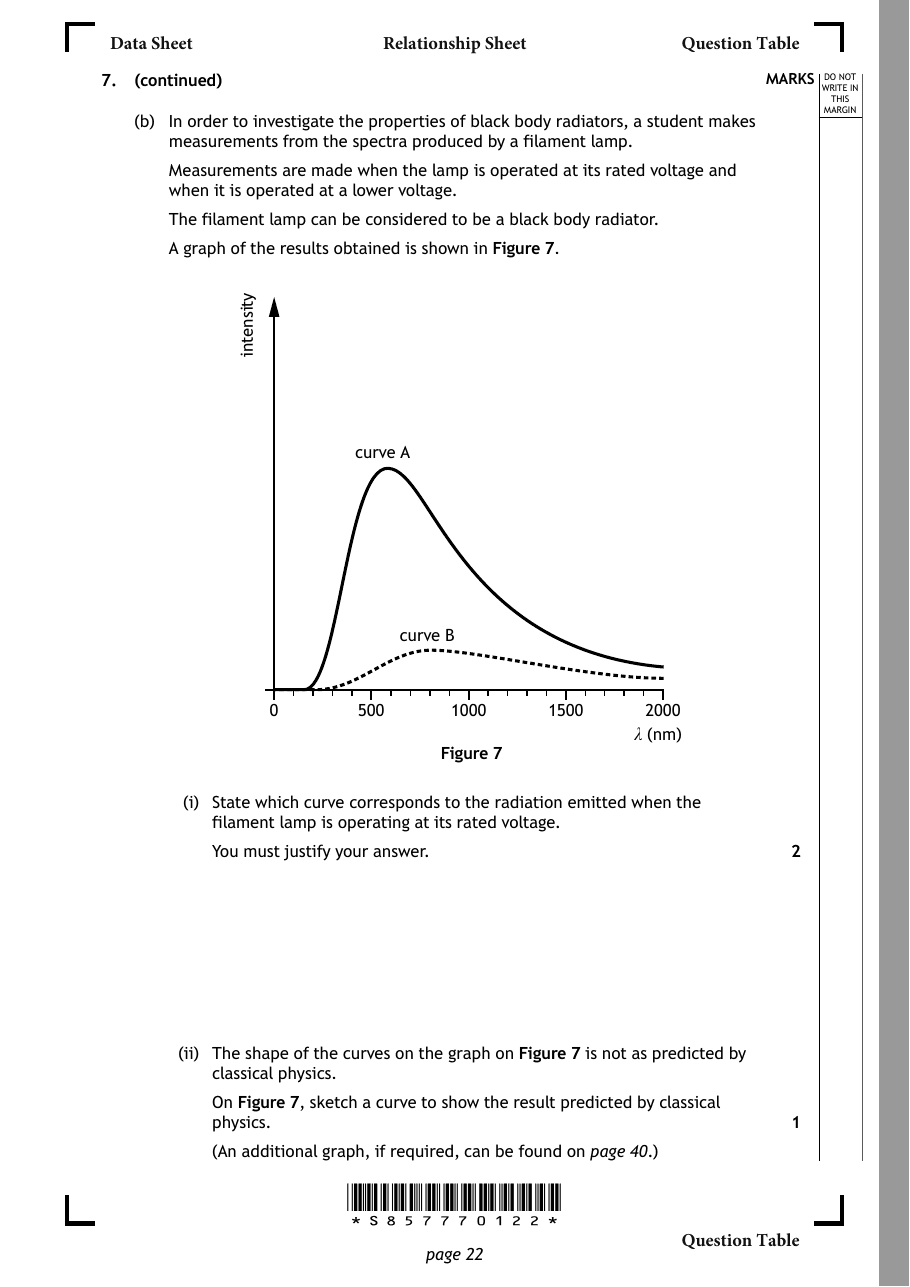 Data Sheet Relationship Sheet Question Table
7. (continued)
MARKS
DO NOT
WRITE IN
THIS
MARGIN
(b) In order to investigate the properties of black body radiators, a student makes
measurements from the spectra produced by a filament lamp.
Measurements are made when the lamp is operated at its rated voltage and
when it is operated at a lower voltage.
The filament lamp can be considered to be a black body radiator.
A graph of the results obtained is shown in Figure 7.
intensity
curve A
curve B
0 500 1000 1500 2000
λ (nm)
Figure 7
(i) State which curve corresponds to the radiation emitted when the
filament lamp is operating at its rated voltage.
You must justify your answer. 2
(ii) The shape of the curves on the graph on Figure 7 is not as predicted by
classical physics.
On Figure 7, sketch a curve to show the result predicted by classical
physics. 1
(An additional graph, if required, can be found on page 40.)
* S 8 5 7 7 7 0 1 2 2 *
Question Table
page 22